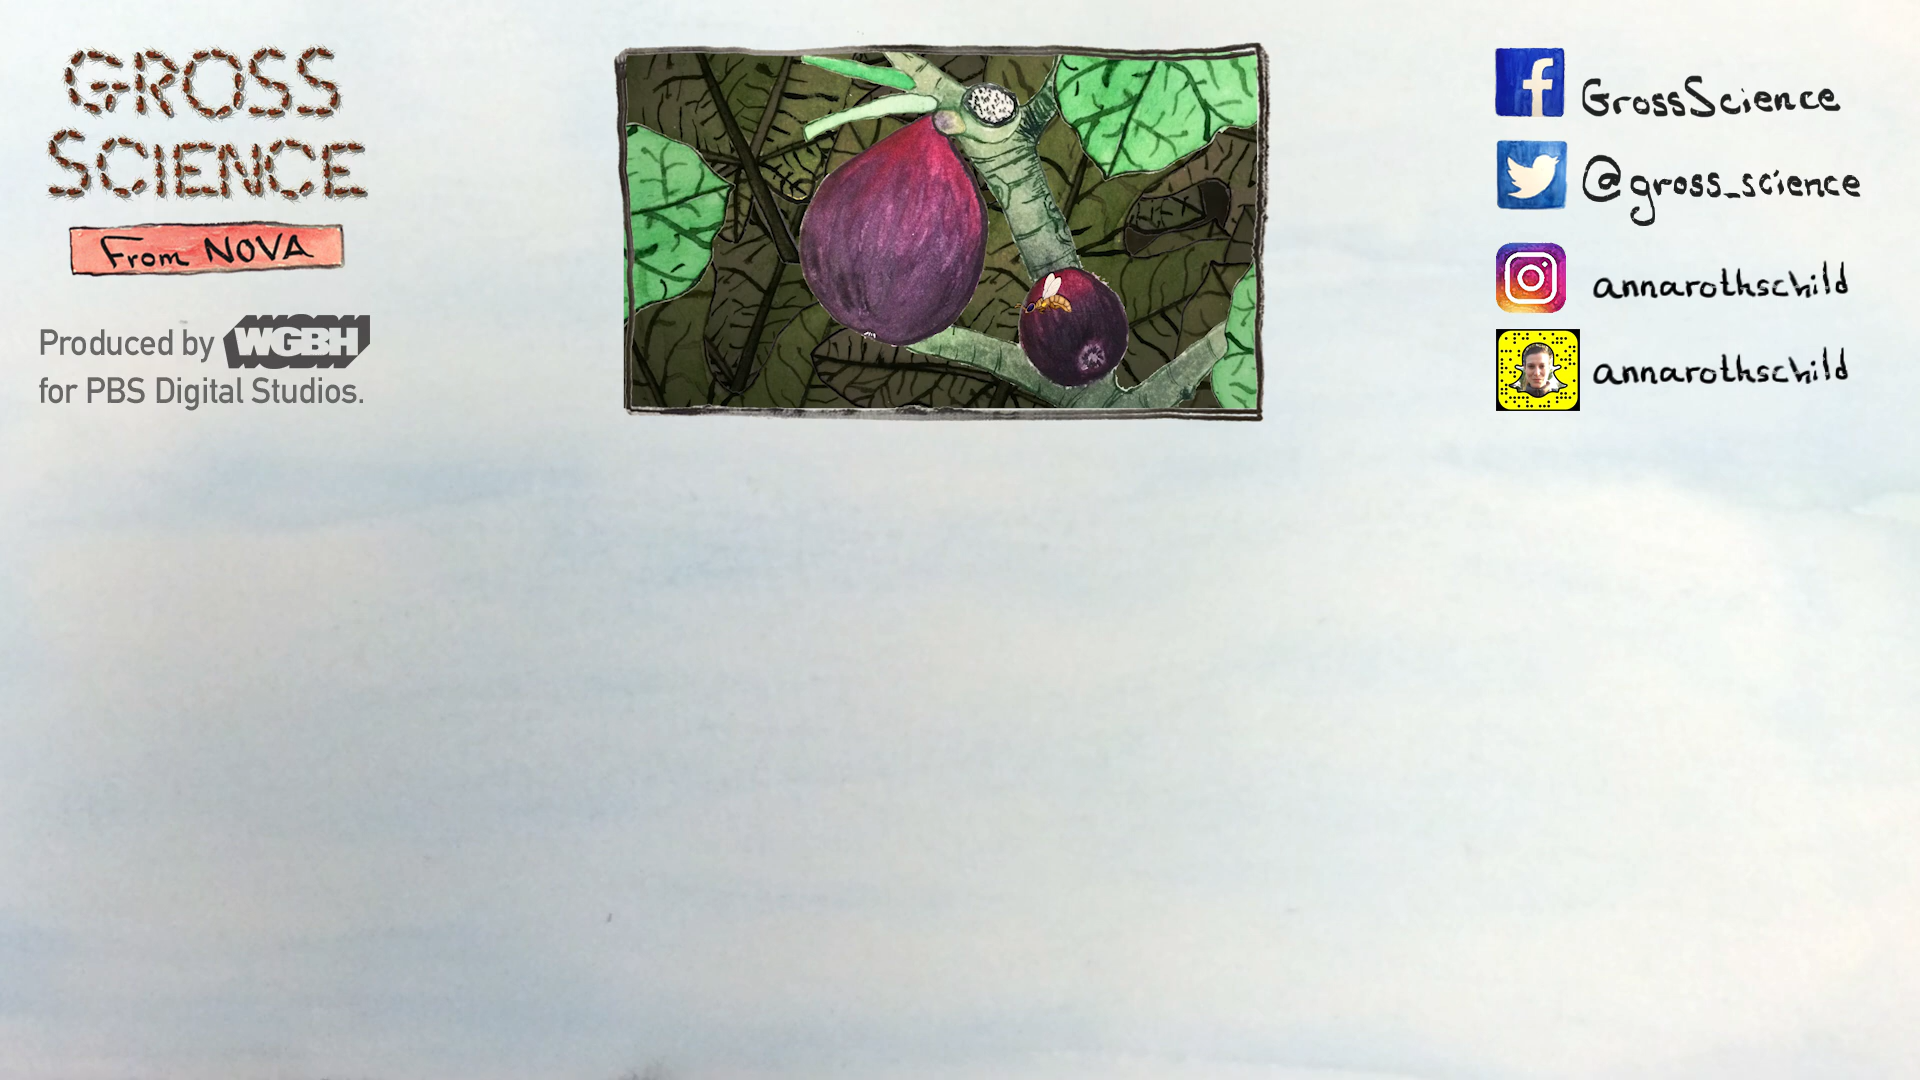 GROSS
SCIENCE
From NOVA
Produced by WGBH
for PBS Digital Studios.
GrossScience
@gross_science
annarothschild
annarothschild